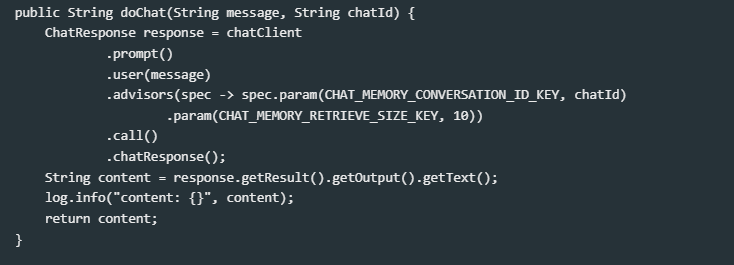 public String doChat(String message, String chatId) {
    ChatResponse response = chatClient
            .prompt()
            .user(message)
            .advisors(spec -> spec.param(CHAT_MEMORY_CONVERSATION_ID_KEY, chatId)
                    .param(CHAT_MEMORY_RETRIEVE_SIZE_KEY, 10))
            .call()
            .chatResponse();
    String content = response.getResult().getOutput().getText();
    log.info("content: {}", content);
    return content;
}